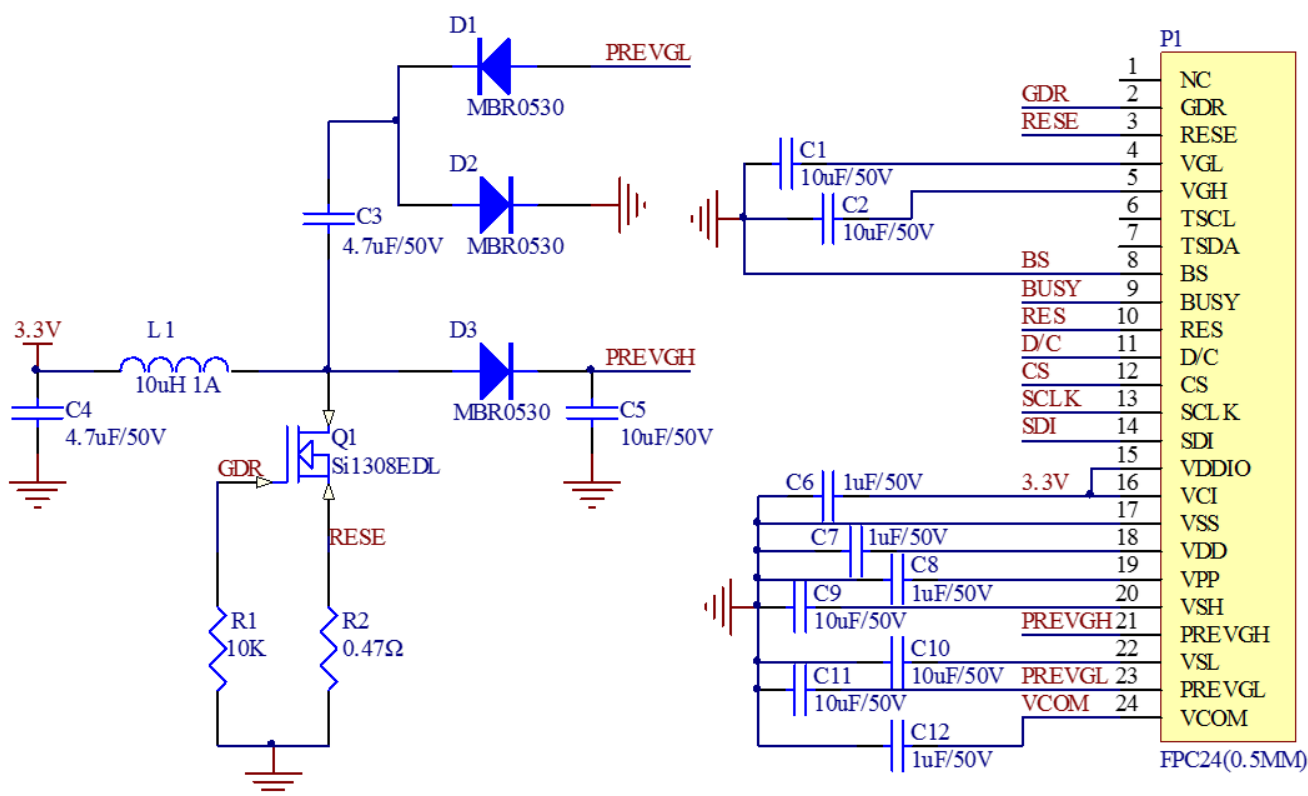 D1
PREVGL
MBR0530
D2
MBR0530
C3
4.7uF/50V
3.3V
L1
10uH 1A
D3
PREVGH
MBR0530
C4
4.7uF/50V
C5
10uF/50V
Q1
Si1308EDL
GDR
RESE
R1
10K
R2
0.47Ω
P1
1 NC
GDR 2 GDR
RESE 3 RESE
C1
10uF/50V
4 VGL
5 VGH
C2
10uF/50V
6 TSCL
7 TSDA
BS 8 BS
BUSY 9 BUSY
RES 10 RES
D/C 11 D/C
CS 12 CS
SCLK 13 SCLK
SDI 14 SDI
15 VDDIO
C6 1uF/50V 3.3V 16 VCI
17 VSS
C7 1uF/50V 18 VDD
C8
1uF/50V
19 VPP
C9
10uF/50V
20 VSH
PREVGH 21 PREVGH
C10
10uF/50V
22 VSL
C11
10uF/50V
PREVGL 23 PREVGL
VCOM 24 VCOM
C12
1uF/50V
FPC24(0.5MM)